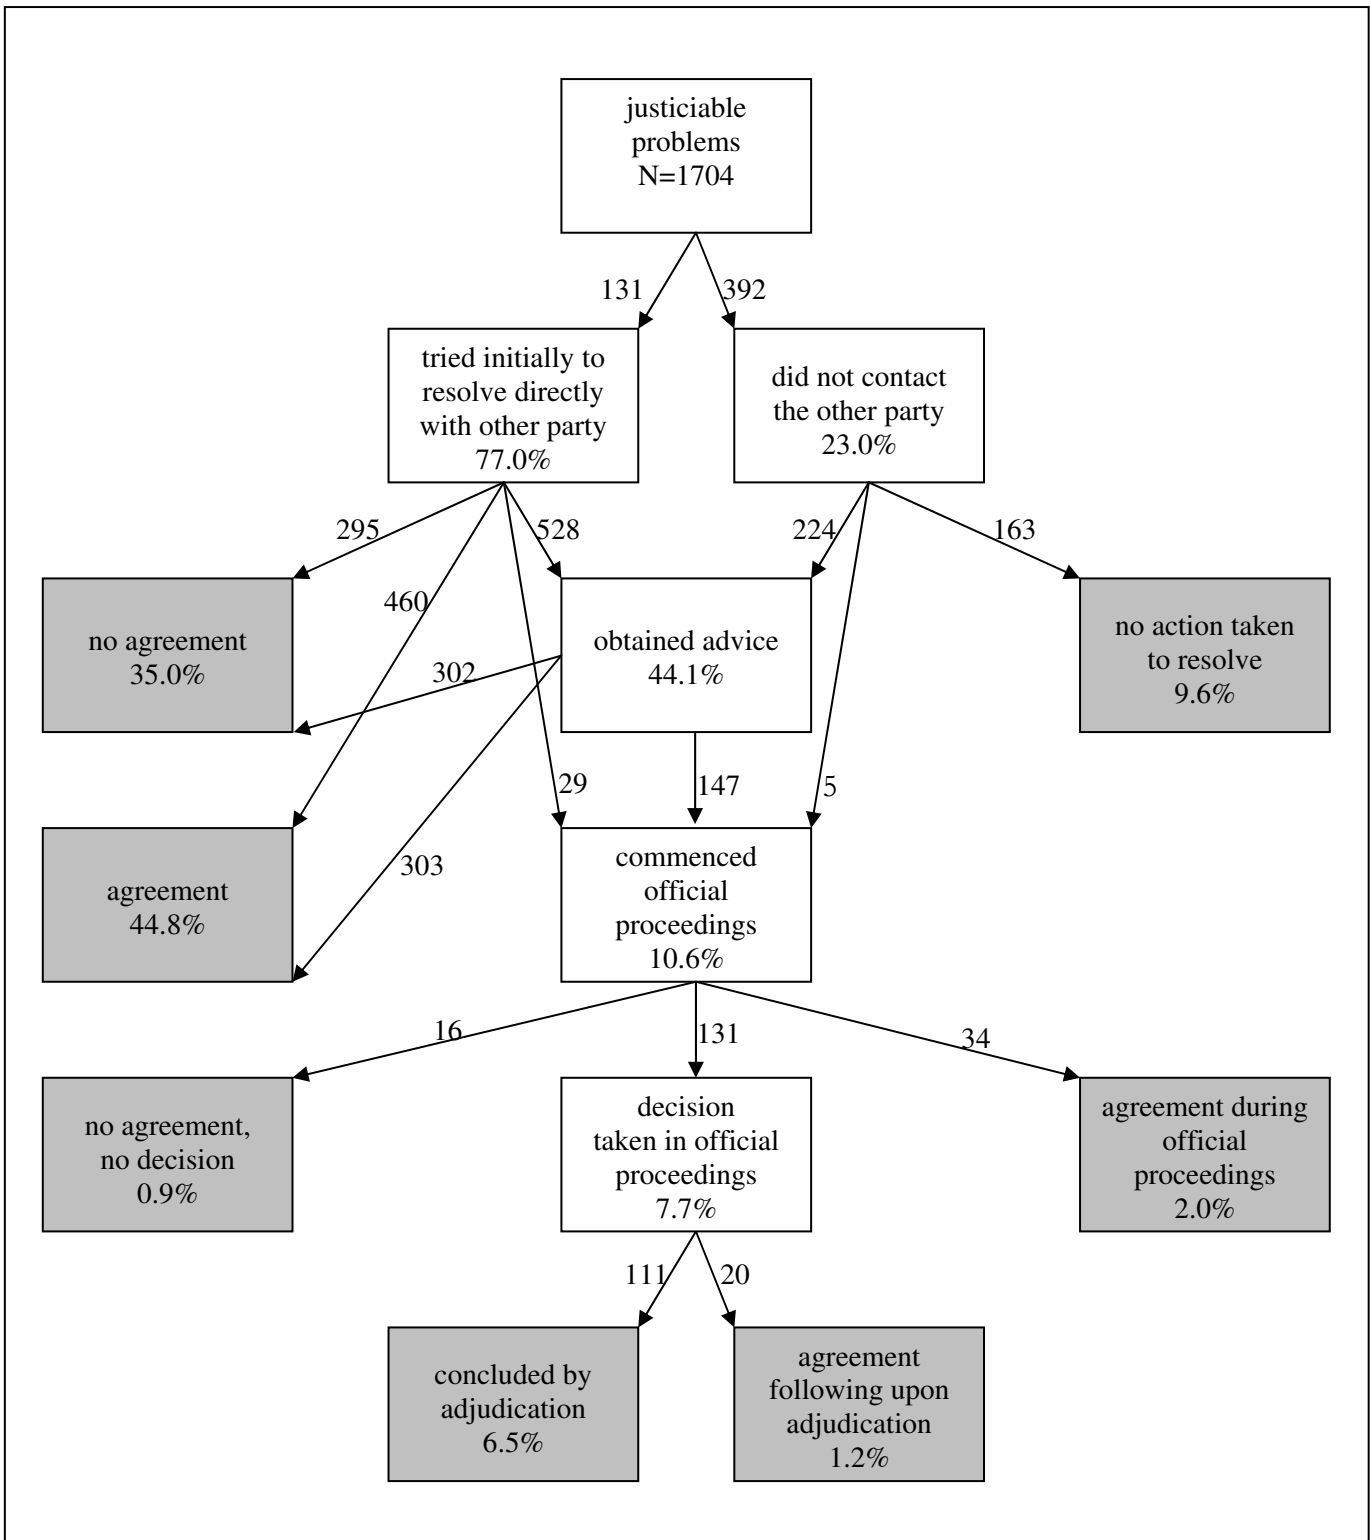 justiciable
problems
N=1704
131
392
tried initially to
resolve directly
with other party
77.0%
did not contact
the other party
23.0%
295
528
224
163
460
no agreement
35.0%
302
obtained advice
44.1%
no action taken
to resolve
9.6%
29
147
5
agreement
44.8%
303
commenced
official
proceedings
10.6%
16
131
34
no agreement,
no decision
0.9%
decision
taken in official
proceedings
7.7%
agreement during
official
proceedings
2.0%
111
20
concluded by
adjudication
6.5%
agreement
following upon
adjudication
1.2%